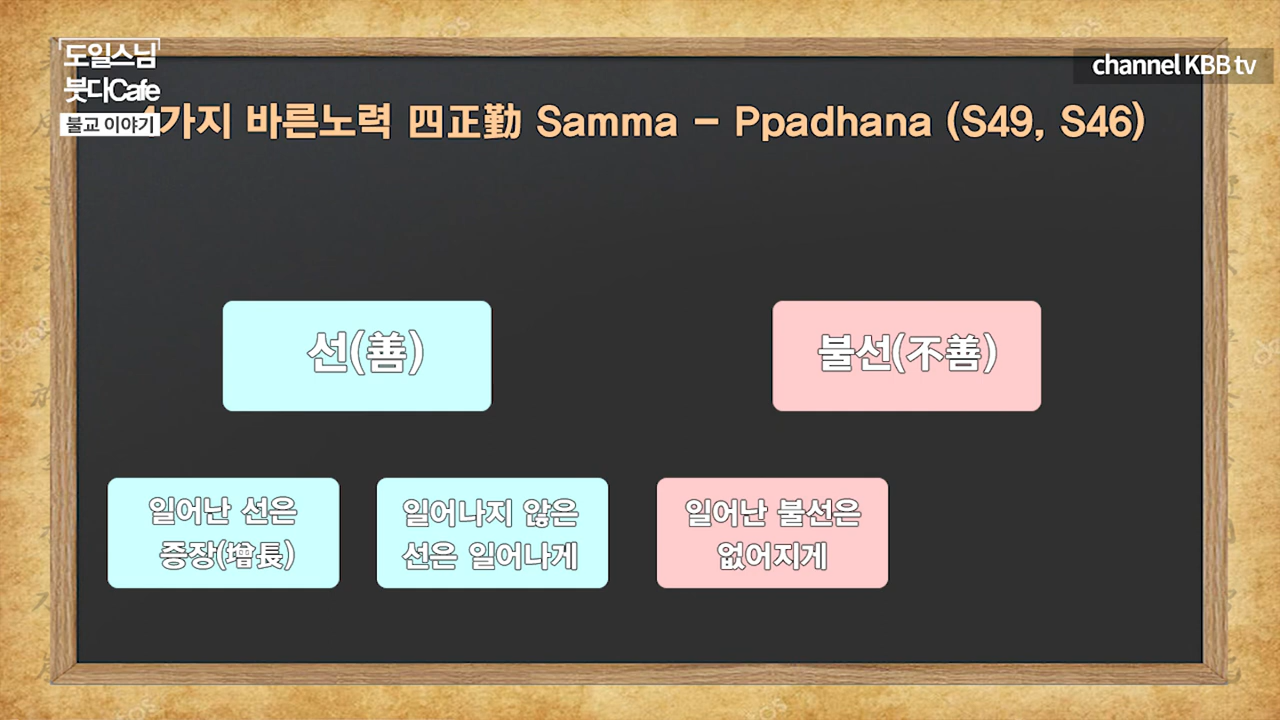 도일스님
붓다Cafe
불교 이야기
channel KBB tv
4가지 바른노력 四正勤 Samma - Ppadhana (S49, S46)
선(善)
불선(不善)
일어난 선은
증장(增長)
일어나지 않은
선은 일어나게
일어난 불선은
없어지게